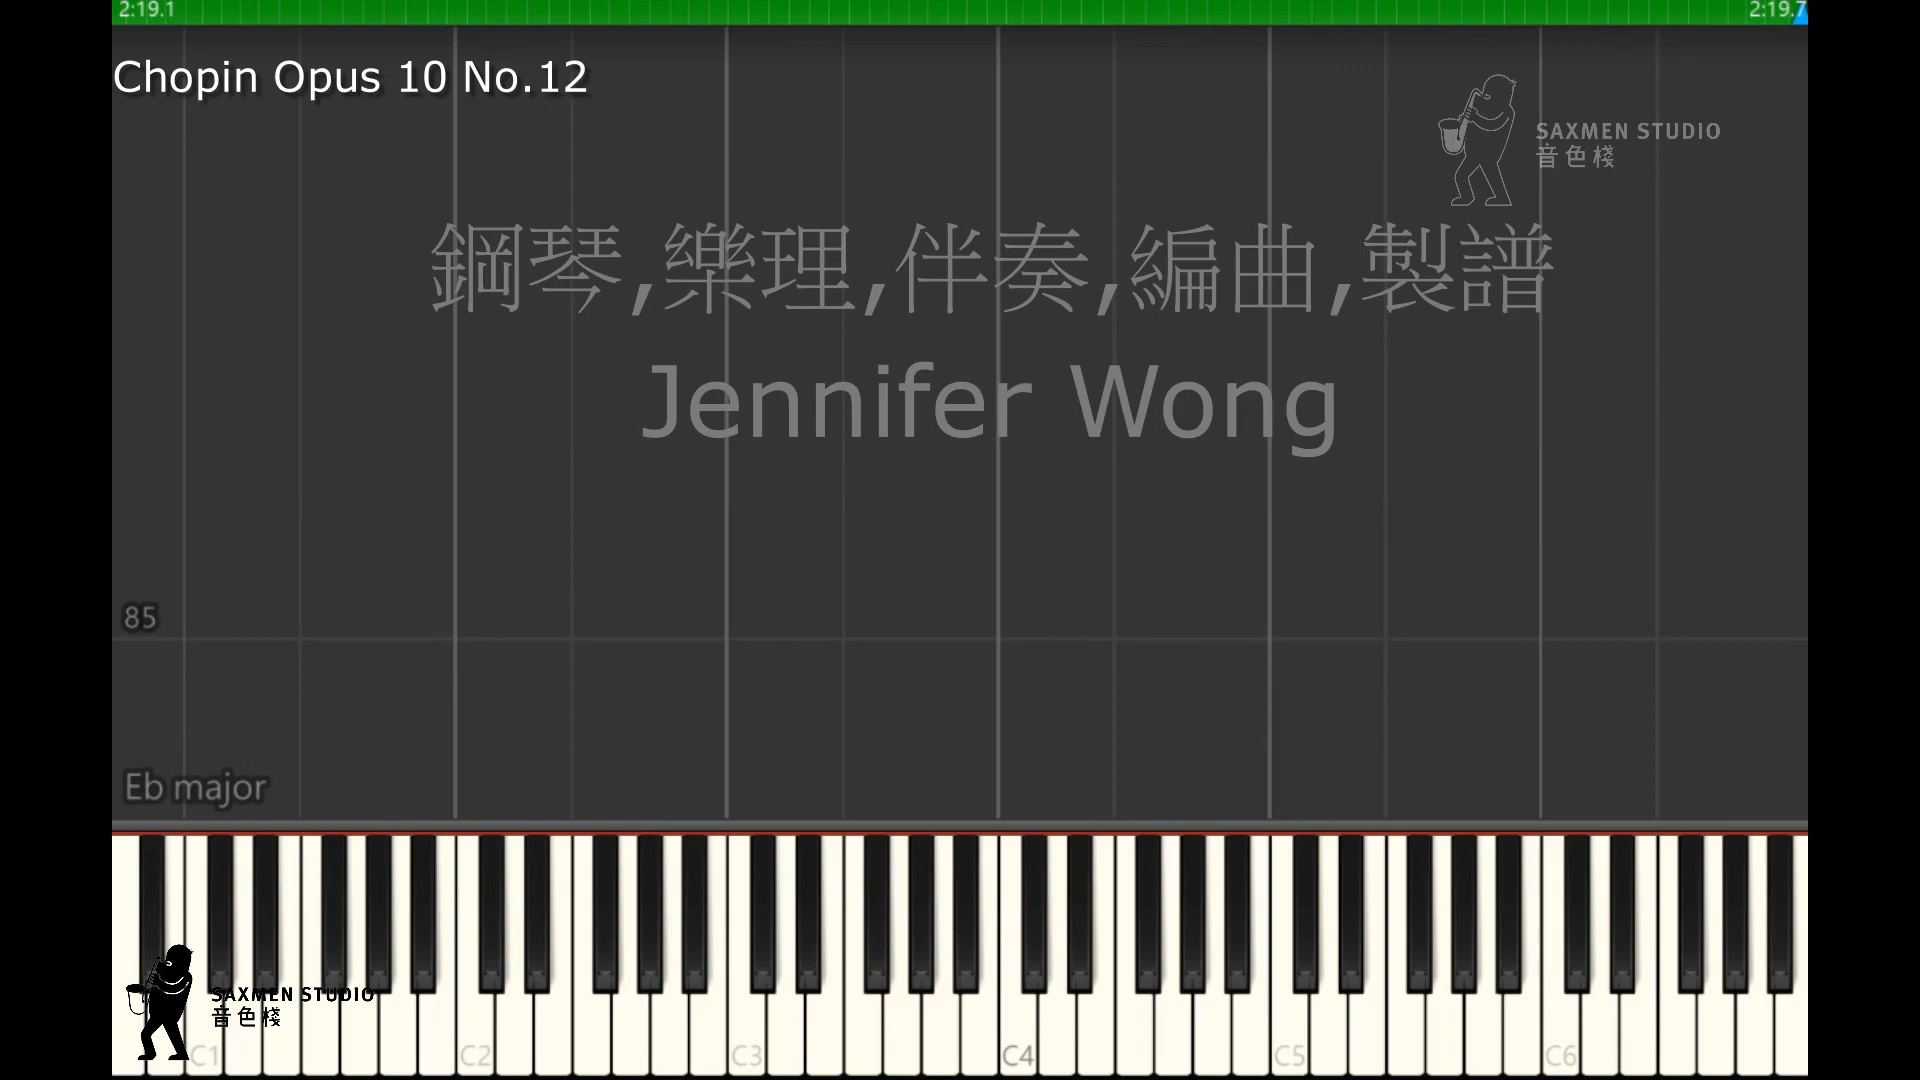 2:19.1
2:19.7
Chopin Opus 10 No.12
SAXMEN STUDIO
音色棧
鋼琴,樂理,伴奏,編曲,製譜
Jennifer Wong
85
Eb major
SAXMEN STUDIO
音色棧
C1 C2 C3 C4 C5 C6